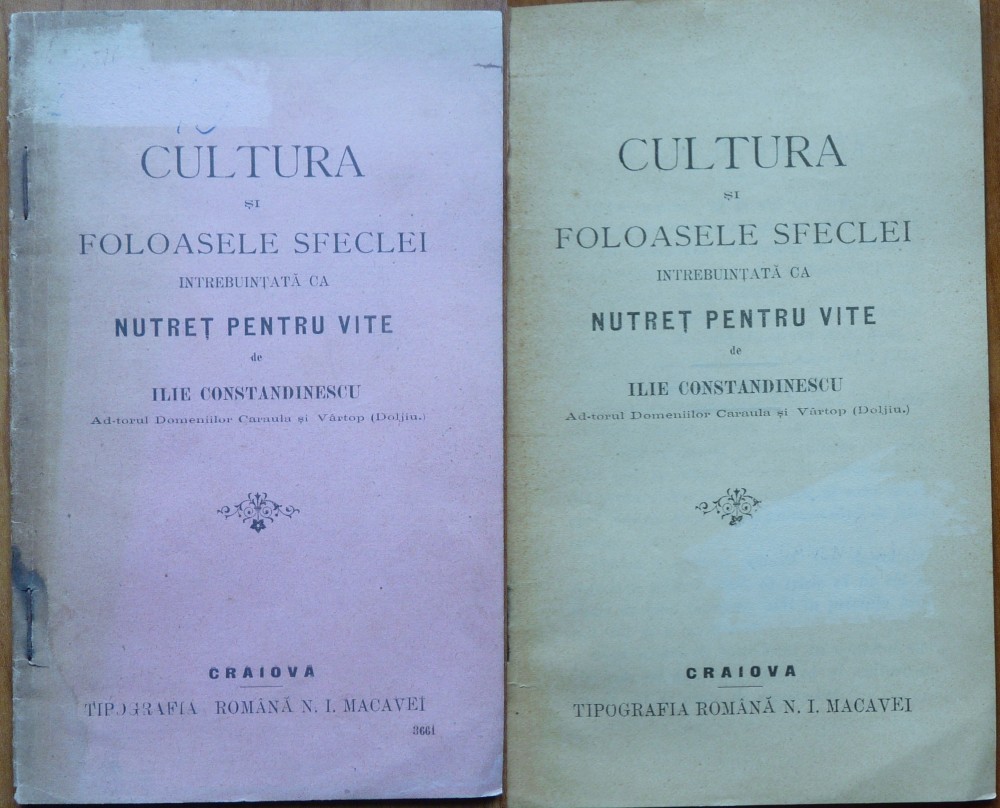 CULTURA
ȘI
FOLOASELE SFECLEI
INTREBUINȚATĂ CA
NUTREȚ PENTRU VITE
de
ILIE CONSTANDINESCU
Ad-torul Domeniilor Caraula și Vârtop (Doljiu.)
CRAIOVA
TIPOGRAFIA ROMÂNĂ N. I. MACAVEI
3661
CULTURA
ȘI
FOLOASELE SFECLEI
INTREBUINȚATĂ CA
NUTREȚ PENTRU VITE
de
ILIE CONSTANDINESCU
Ad-torul Domeniilor Caraula și Vârtop (Doljiu.)
CRAIOVA
TIPOGRAFIA ROMÂNĂ N. I. MACAVEI